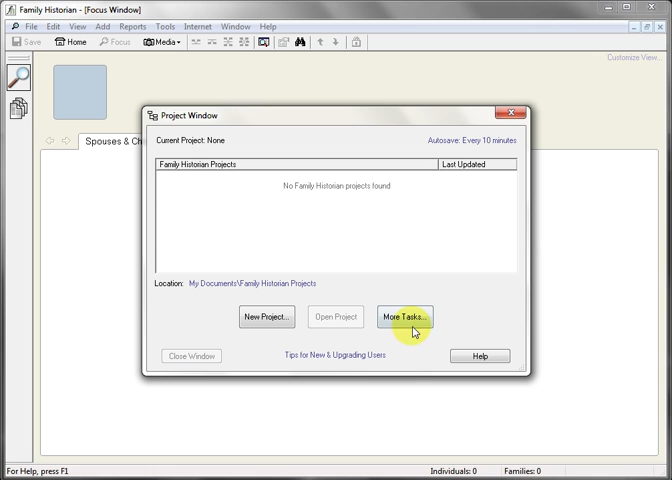 Family Historian - [Focus Window]
File Edit View Add Reports Tools Internet Window Help
Save Home Focus Media
Customize View...
Spouses & Chi
Project Window
Current Project: None
Autosave: Every 10 minutes
Family Historian Projects
Last Updated
No Family Historian projects found
Location: My Documents\Family Historian Projects
New Project...
Open Project
More Tasks...
Close Window
Tips for New & Upgrading Users
Help
For Help, press F1
Individuals: 0
Families: 0